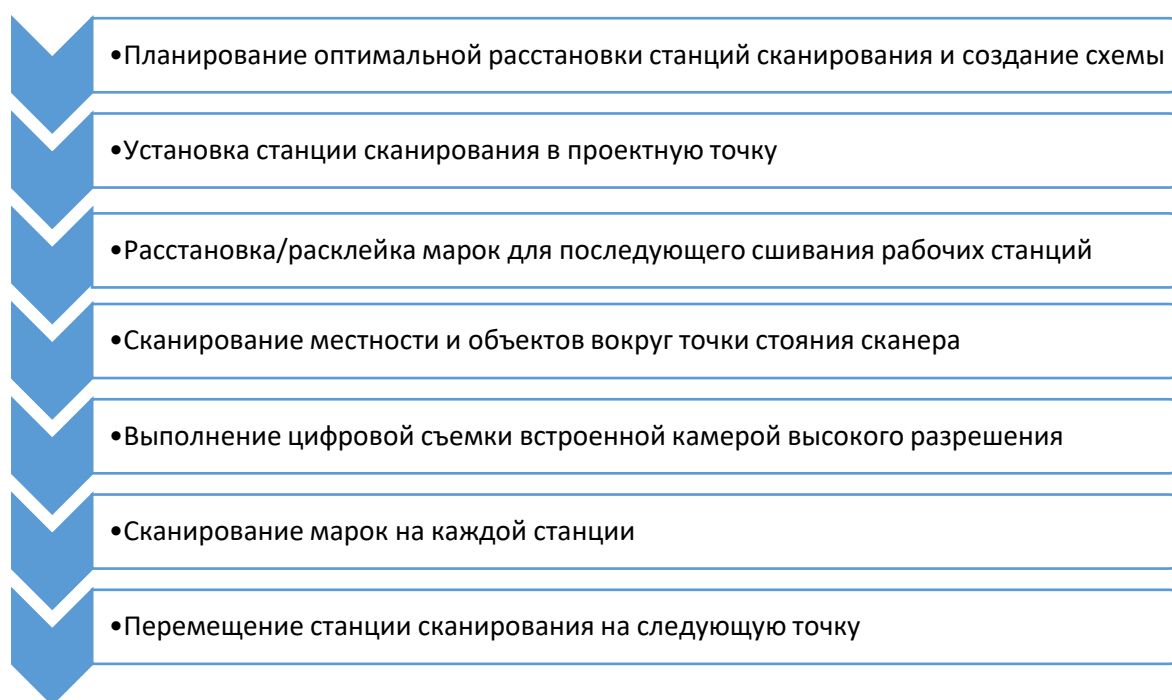 •Планирование оптимальной расстановки станций сканирования и создание схемы
•Установка станции сканирования в проектную точку
•Расстановка/расклейка марок для последующего сшивания рабочих станций
•Сканирование местности и объектов вокруг точки стояния сканера
•Выполнение цифровой съемки встроенной камерой высокого разрешения
•Сканирование марок на каждой станции
•Перемещение станции сканирования на следующую точку